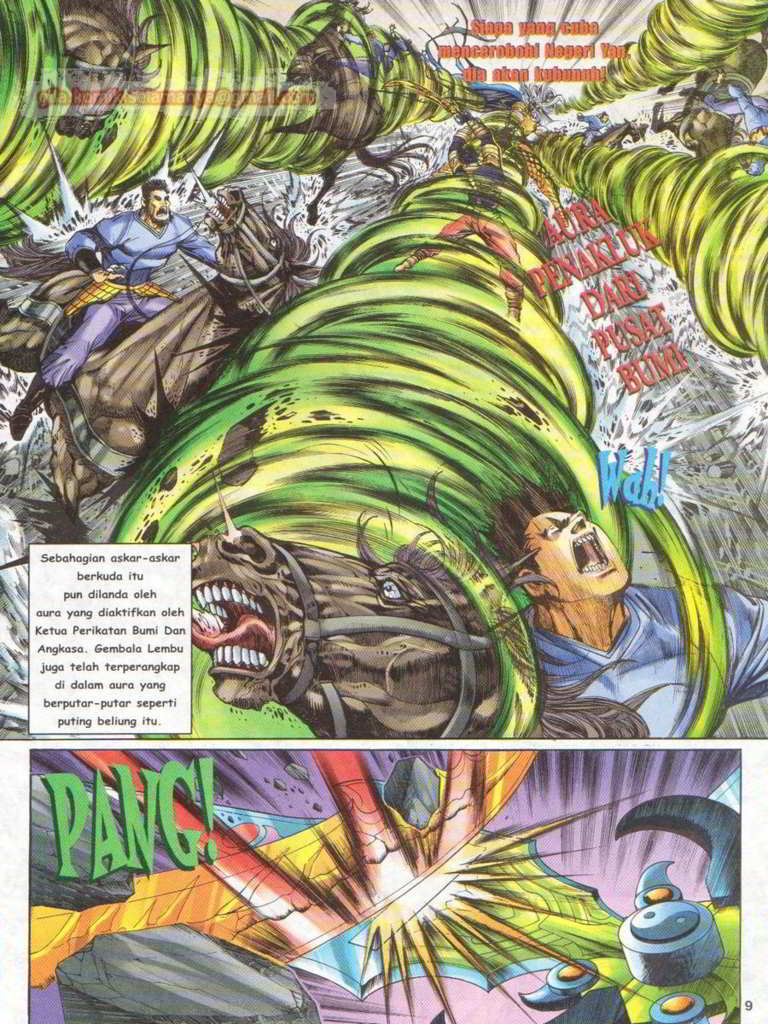 Siapa yang cuba
mencerobohi Negeri Yan,
dia akan kubunuh!
AURA
PENAKLUK
DARI
PUSAT
BUMI
Wah!
Sebahagian askar-askar
berkuda itu
pun dilanda oleh
aura yang diaktifkan oleh
Ketua Perikatan Bumi Dan
Angkasa. Gembala Lembu
juga telah terperangkap
di dalam aura yang
berputar-putar seperti
puting beliung itu.
PANG!
9